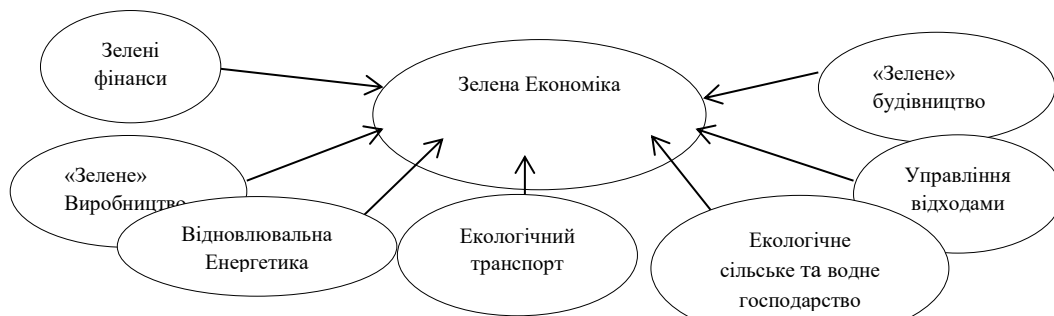 Зелені
фінанси
Зелена Економіка
«Зелене»
будівництво
«Зелене»
Виробництво
Управління
відходами
Відновлювальна
Енергетика
Екологічний
транспорт
Екологічне
сільське та водне
господарство